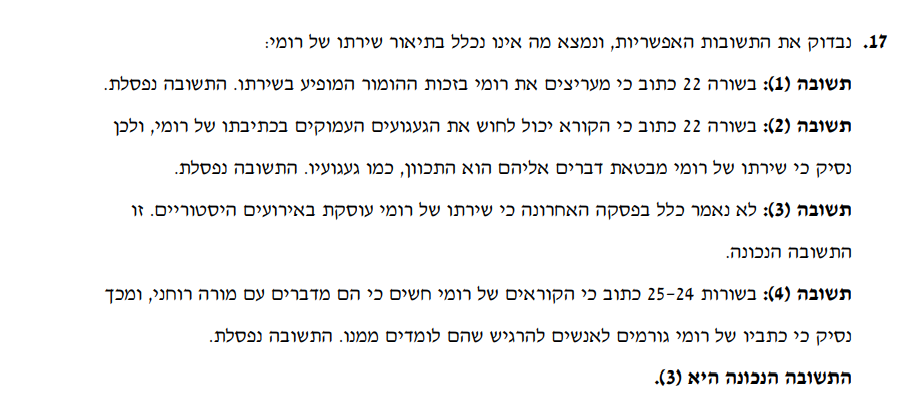 17. נבדוק את התשובות האפשריות, ונמצא מה אינו נכלל בתיאור שירתו של רומי:
תשובה (1): בשורה 22 כתוב כי מעריצים את רומי בזכות ההומור המופיע בשירתו. התשובה נפסלת.
תשובה (2): בשורה 22 כתוב כי הקורא יכול לחוש את הגעגועים העמוקים בכתיבתו של רומי, ולכן
נסיק כי שירתו של רומי מבטאת דברים אליהם הוא התכוון, כמו געגועיו. התשובה נפסלת.
תשובה (3): לא נאמר כלל בפסקה האחרונה כי שירתו של רומי עוסקת באירועים היסטוריים. זו
התשובה הנכונה.
תשובה (4): בשורות 25-24 כתוב כי הקוראים של רומי חשים כי הם מדברים עם מורה רוחני, ומכך
נסיק כי כתביו של רומי גורמים לאנשים להרגיש שהם לומדים ממנו. התשובה נפסלת.
התשובה הנכונה היא (3).